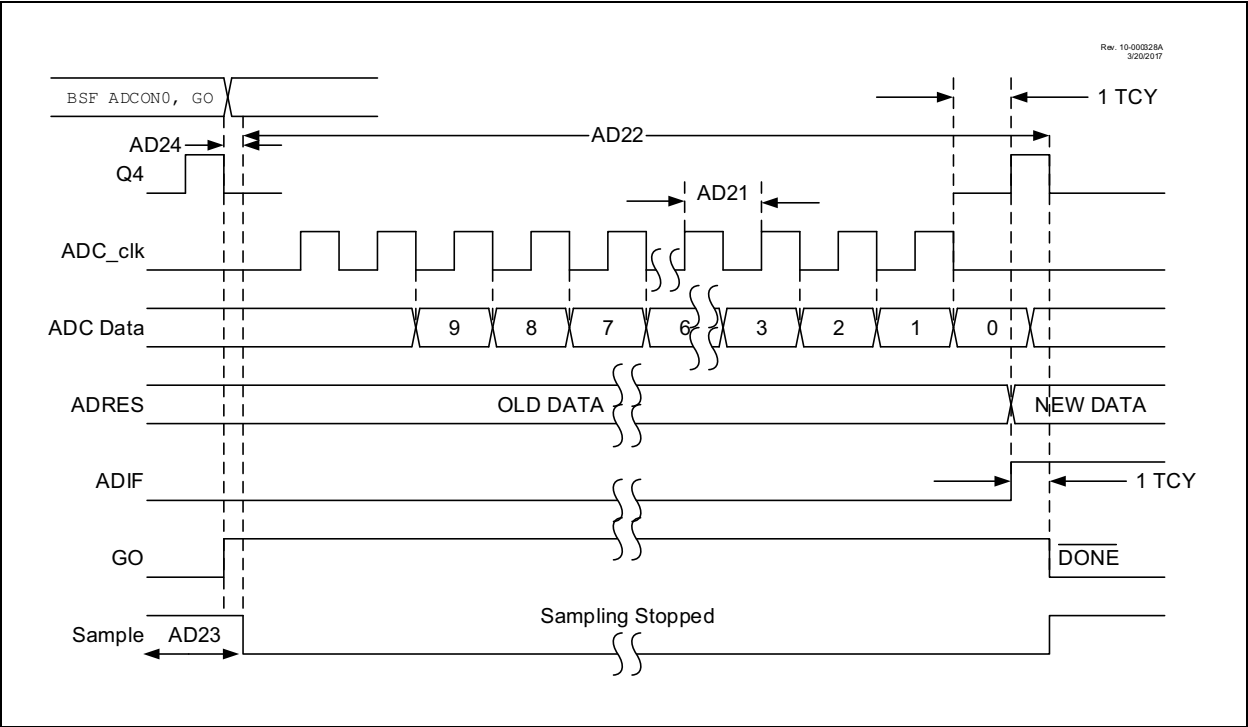 Rev. 10-000328A
3/20/2017
BSF ADCON0, GO
1 TCY
AD22
AD24
Q4
AD21
ADC_clk
ADC Data
9
8
7
6
3
2
1
0
ADRES
OLD DATA
NEW DATA
ADIF
1 TCY
GO
DONE
Sampling Stopped
Sample
AD23